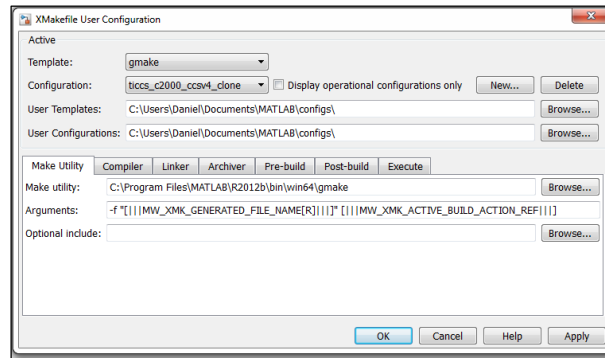 XMakefile User Configuration
Active
Template: gmake
Configuration: ticcs_c2000_ccsv4_clone Display operational configurations only New... Delete
User Templates: C:\Users\Daniel\Documents\MATLAB\configs\ Browse...
User Configurations: C:\Users\Daniel\Documents\MATLAB\configs\ Browse...
Make Utility Compiler Linker Archiver Pre-build Post-build Execute
Make utility: C:\Program Files\MATLAB\R2012b\bin\win64\gmake Browse...
Arguments: -f "[|||MW_XMK_GENERATED_FILE_NAME[R]|||]" [|||MW_XMK_ACTIVE_BUILD_ACTION_REF|||]
Optional include: Browse...
OK Cancel Help Apply